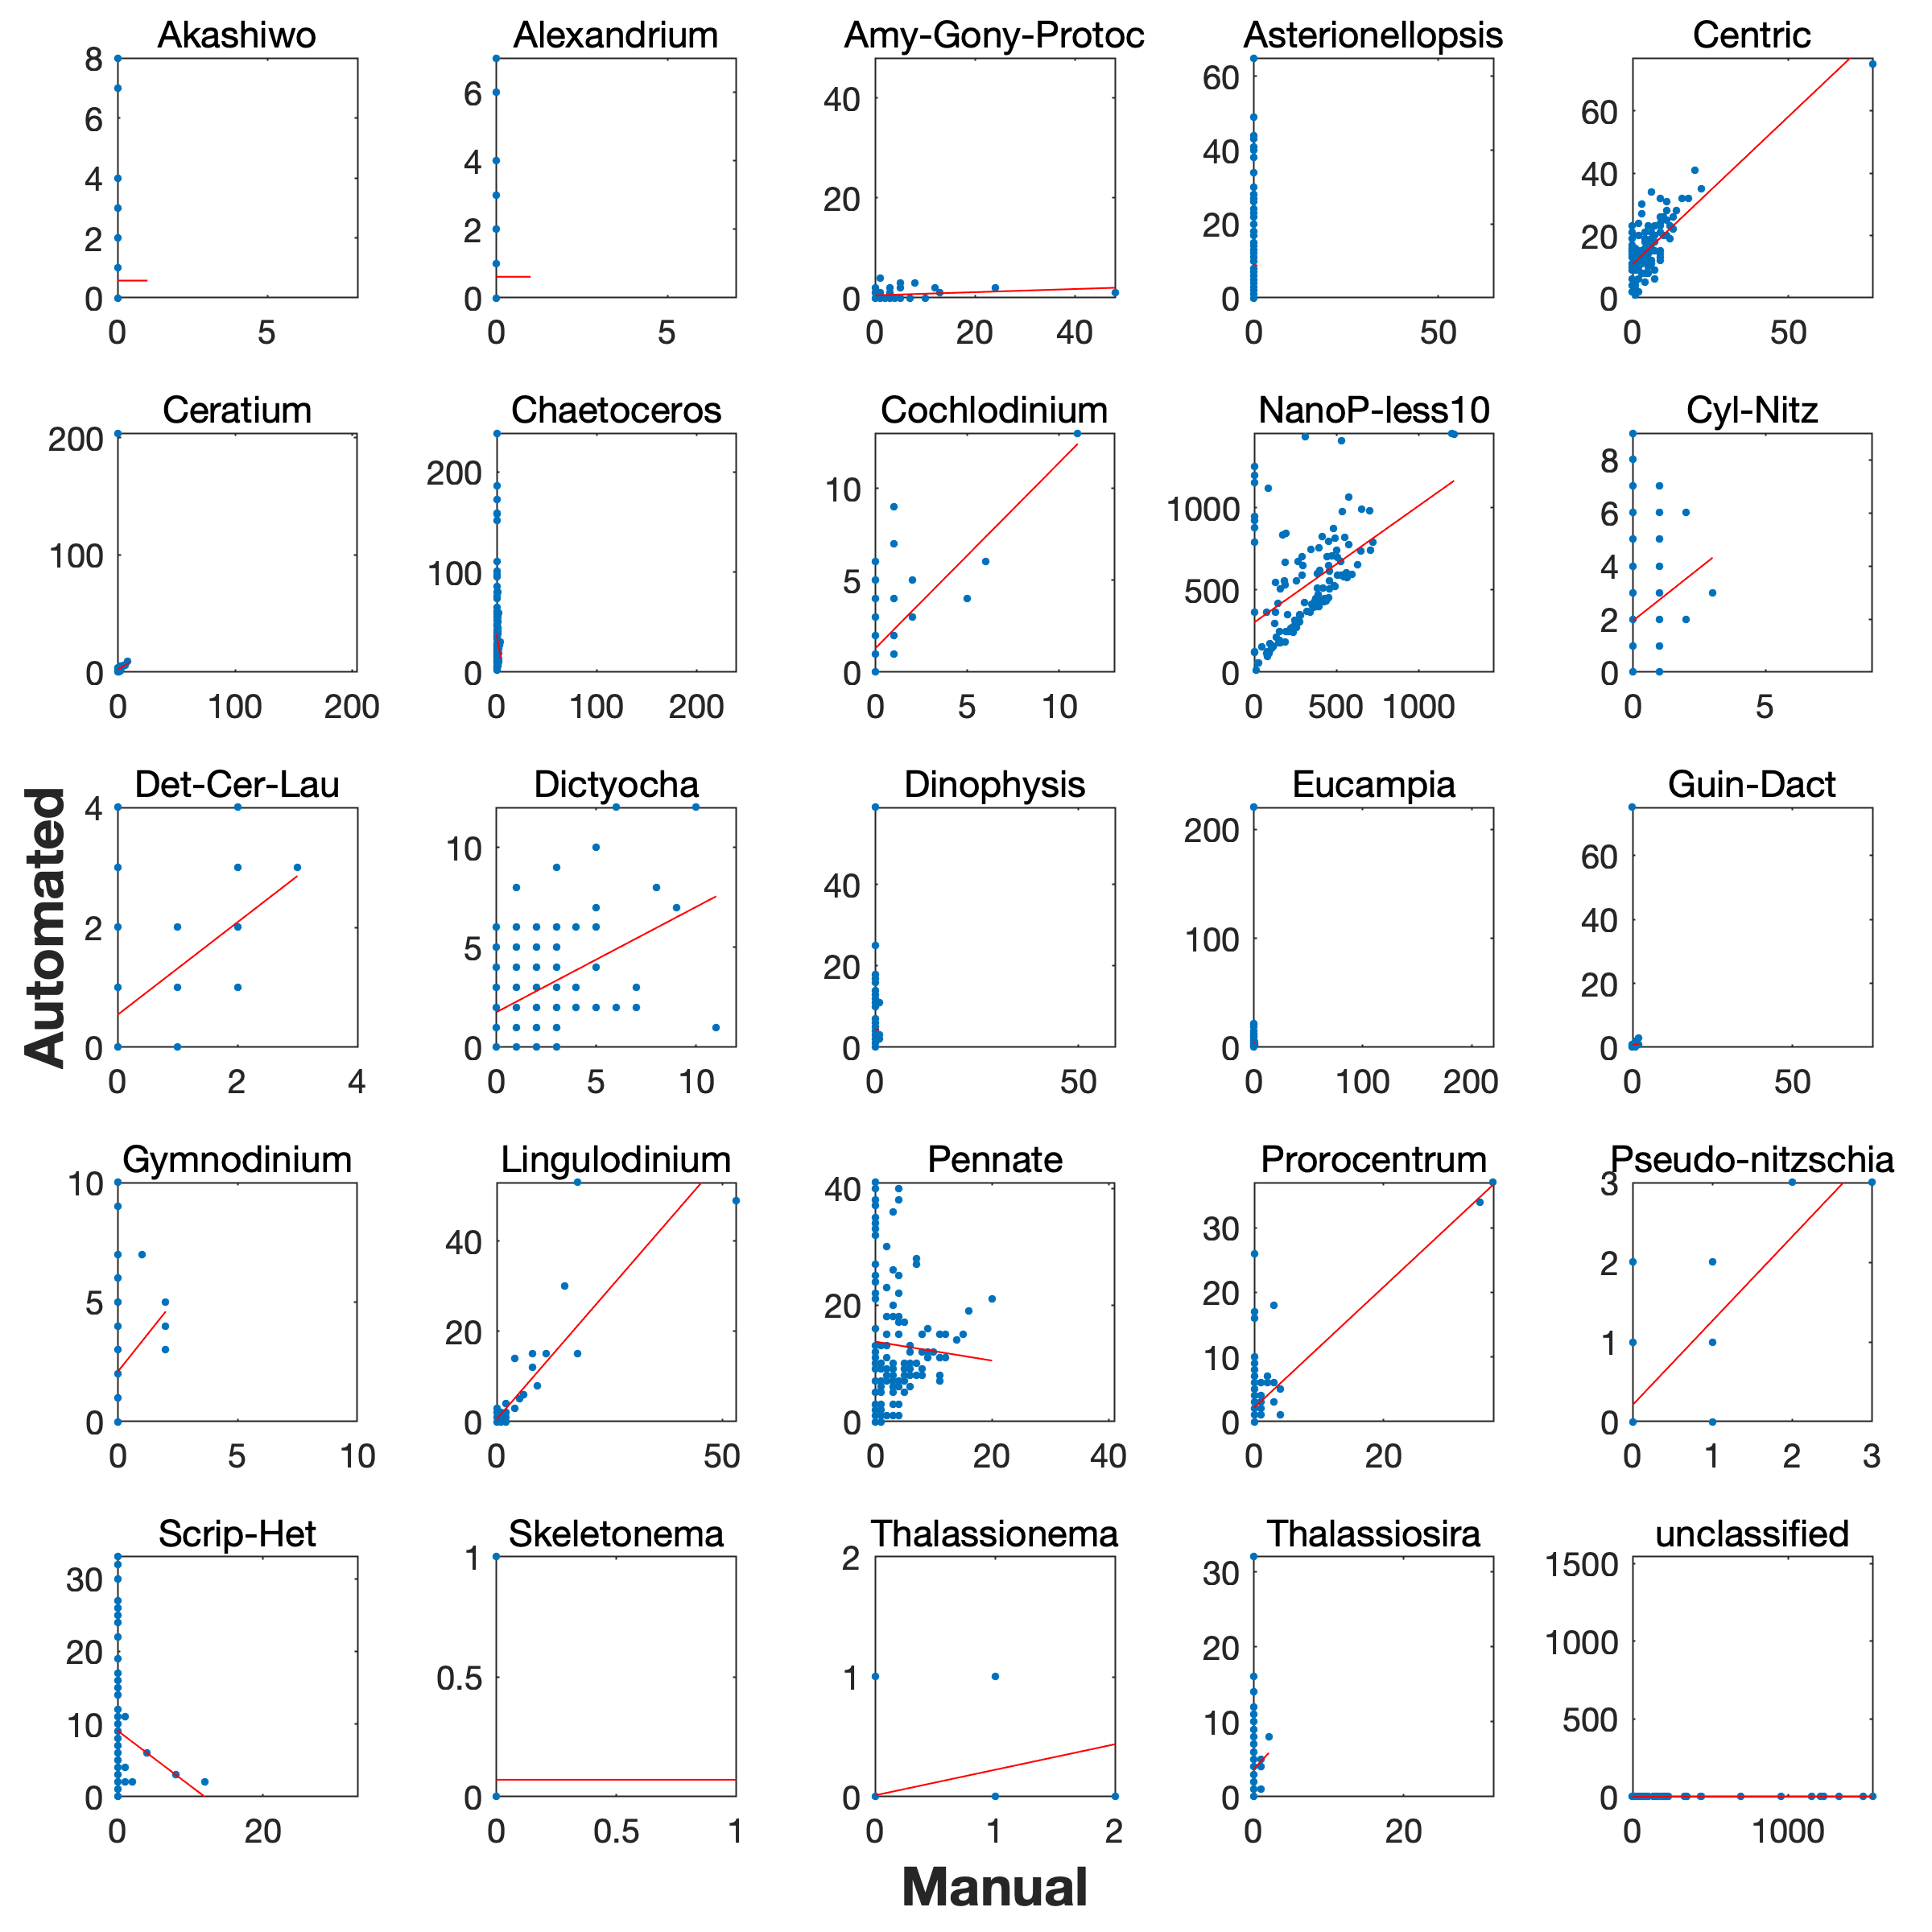 Akashiwo Alexandrium Amy-Gony-Protoc Asterionellopsis Centric
8 6 4 2 0 0 5
6 4 2 0 0 5
40 20 0 0 20 40
60 40 20 0 0 50
60 40 20 0 0 50
Ceratium Chaetoceros Cochlodinium NanoP-less10 Cyl-Nitz
200 100 0 0 100 200
200 100 0 0 100 200
10 5 0 0 5 10
1000 500 0 0 500 1000
8 6 4 2 0 0 5
Det-Cer-Lau Dictyocha Dinophysis Eucampia Guin-Dact
4 2 0 0 2 4
10 5 0 0 5 10
40 20 0 0 50
200 100 0 0 100 200
60 40 20 0 0 50
Automated
Gymnodinium Lingulodinium Pennate Prorocentrum Pseudo-nitzschia
10 5 0 0 5 10
40 20 0 0 50
40 20 0 0 20 40
30 20 10 0 0 20
3 2 1 0 0 1 2 3
Scrip-Het Skeletonema Thalassionema Thalassiosira unclassified
30 20 10 0 0 20
1 0.5 0 0 0.5 1
2 1 0 0 1 2
30 20 10 0 0 20
1500 1000 500 0 0 1000
Manual